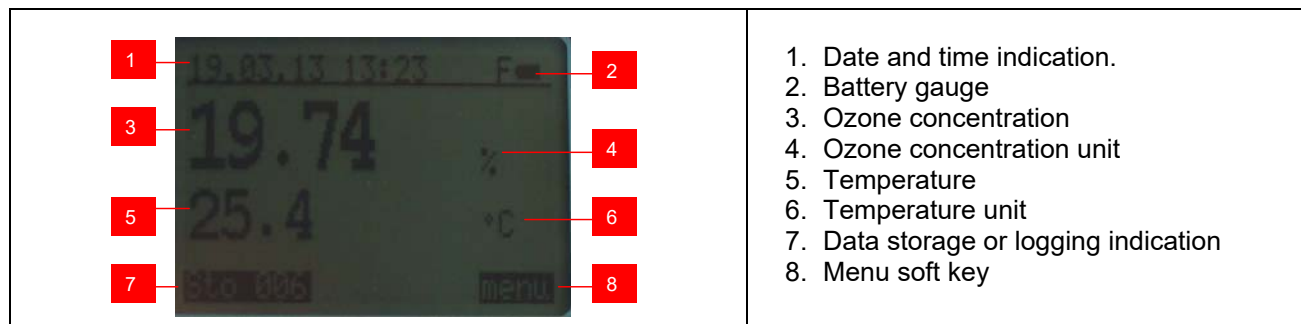 1
19.03.13 13:23
F
2
3
19.74
%
4
5
25.4
°C
6
7
Sto 006
menu
8
1. Date and time indication.
2. Battery gauge
3. Ozone concentration
4. Ozone concentration unit
5. Temperature
6. Temperature unit
7. Data storage or logging indication
8. Menu soft key